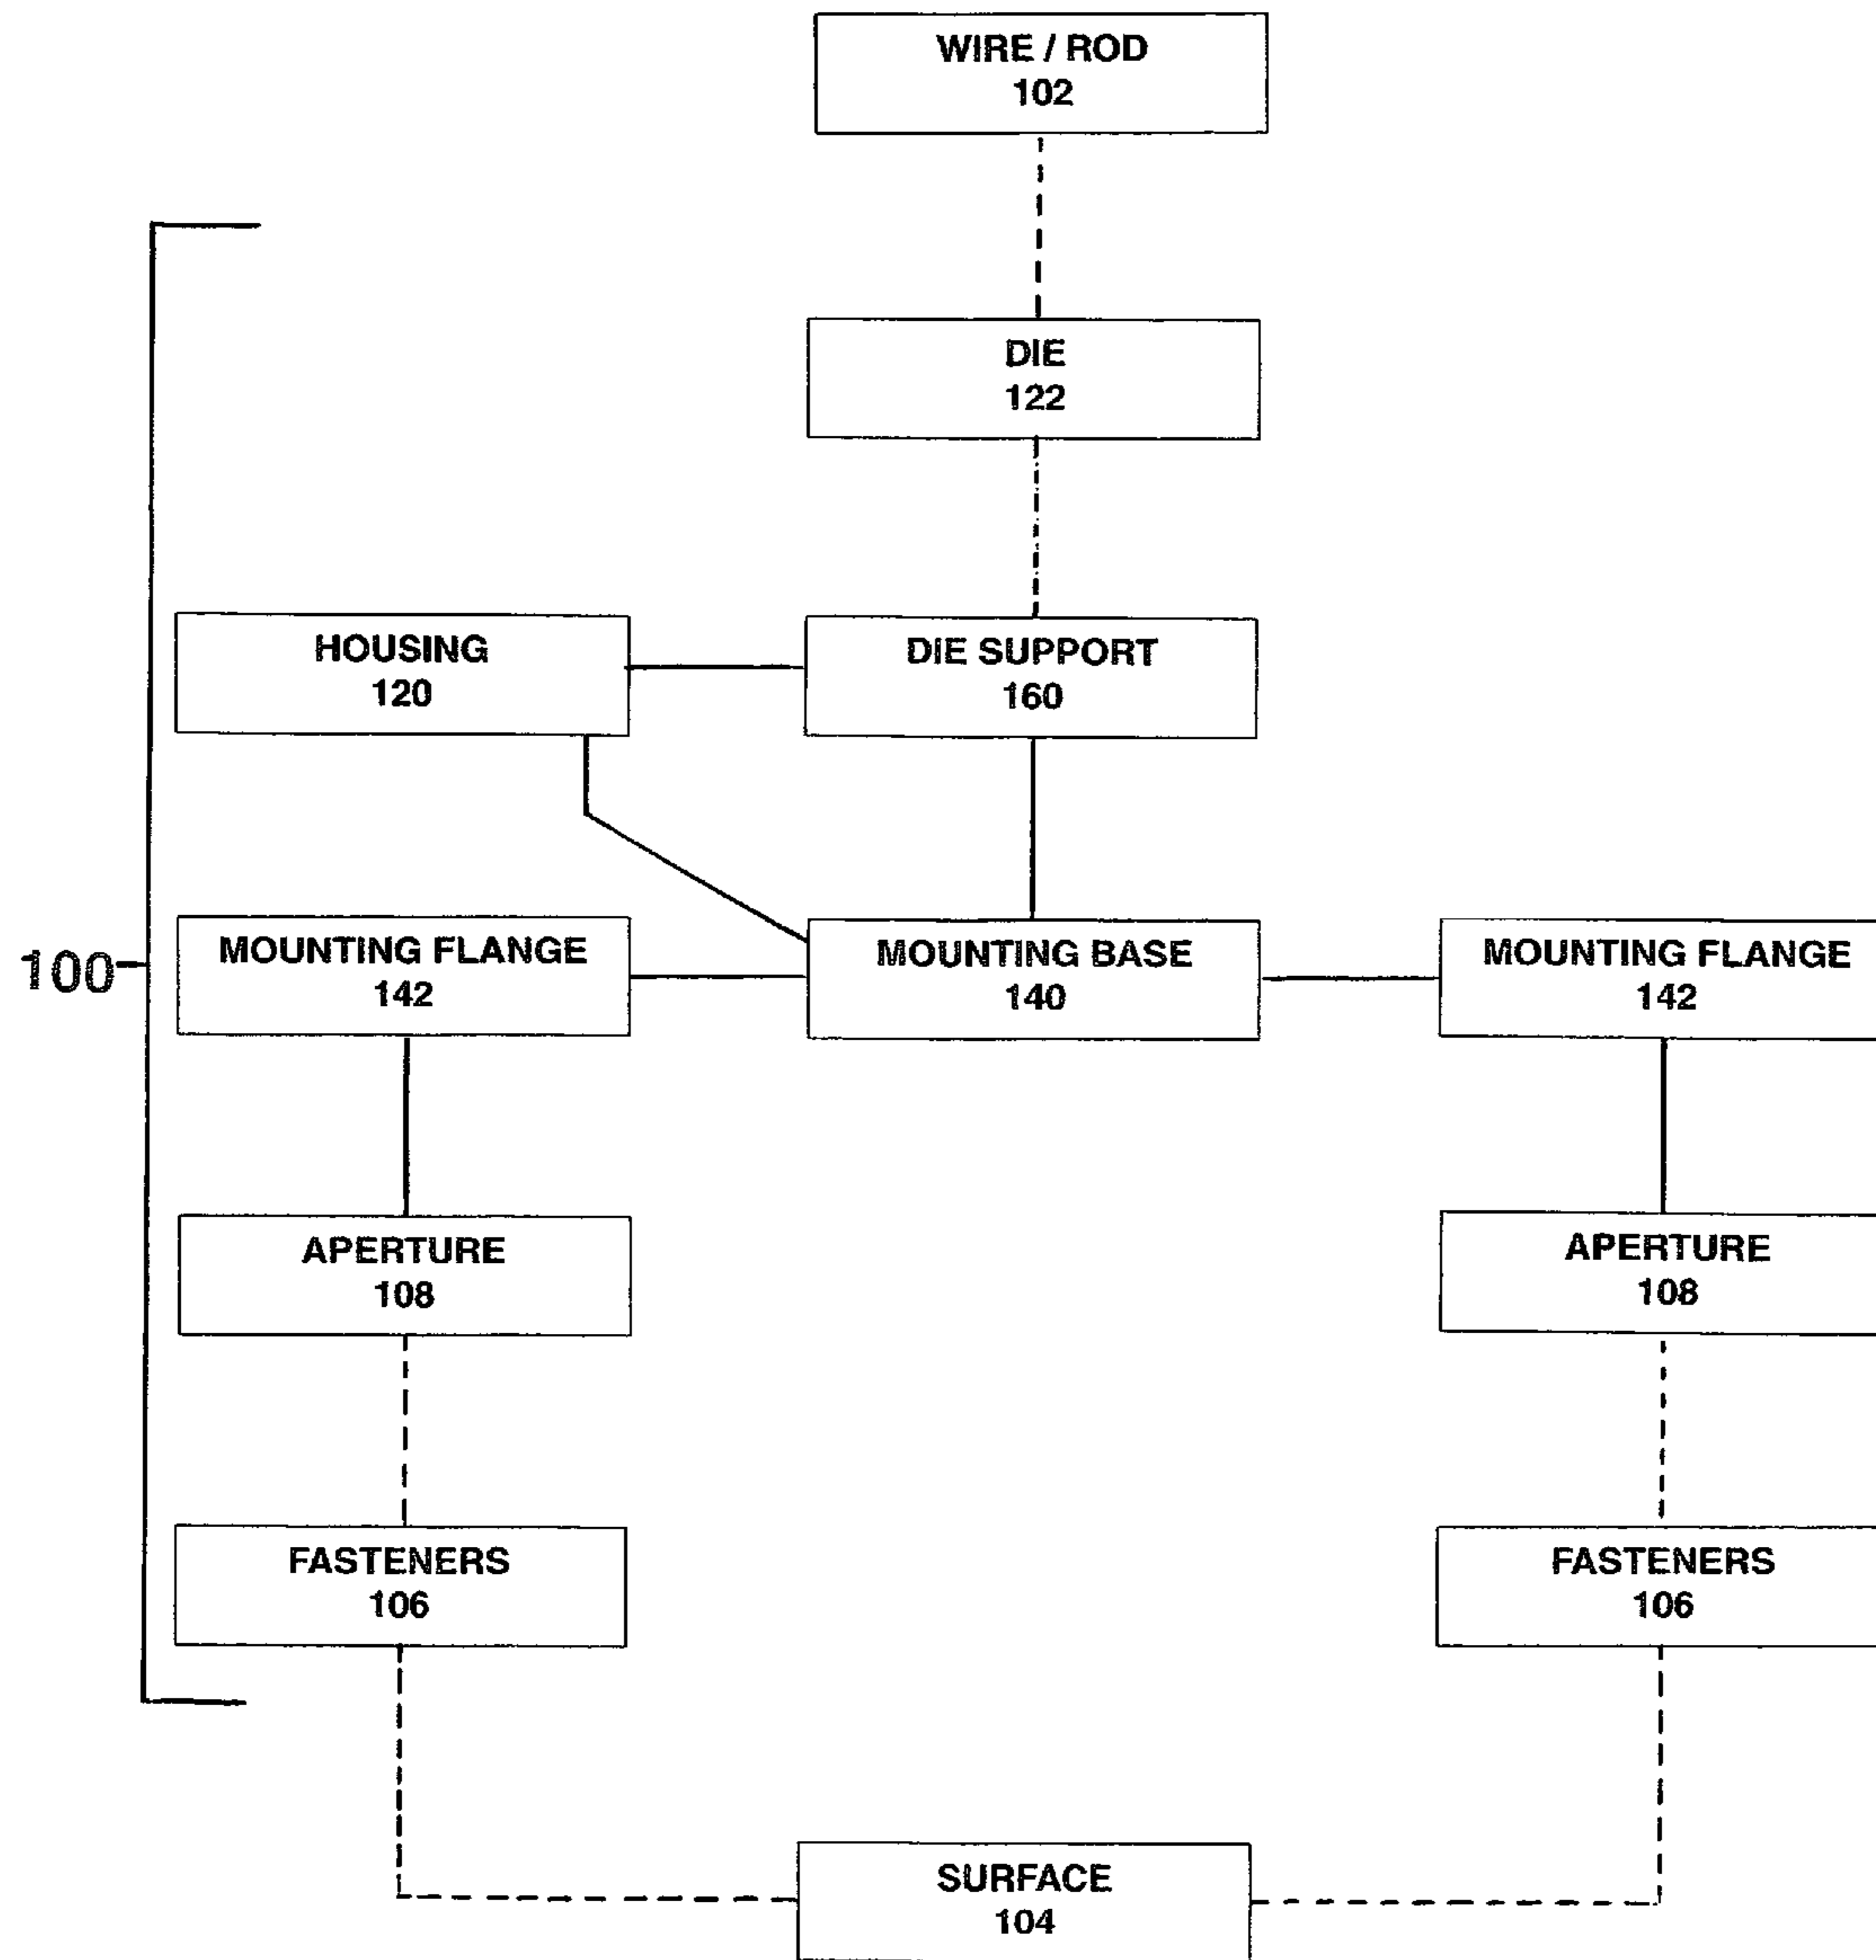 WIRE / ROD
102
DIE
122
HOUSING
120
DIE SUPPORT
160
100
MOUNTING FLANGE
142
MOUNTING BASE
140
MOUNTING FLANGE
142
APERTURE
108
APERTURE
108
FASTENERS
106
FASTENERS
106
SURFACE
104